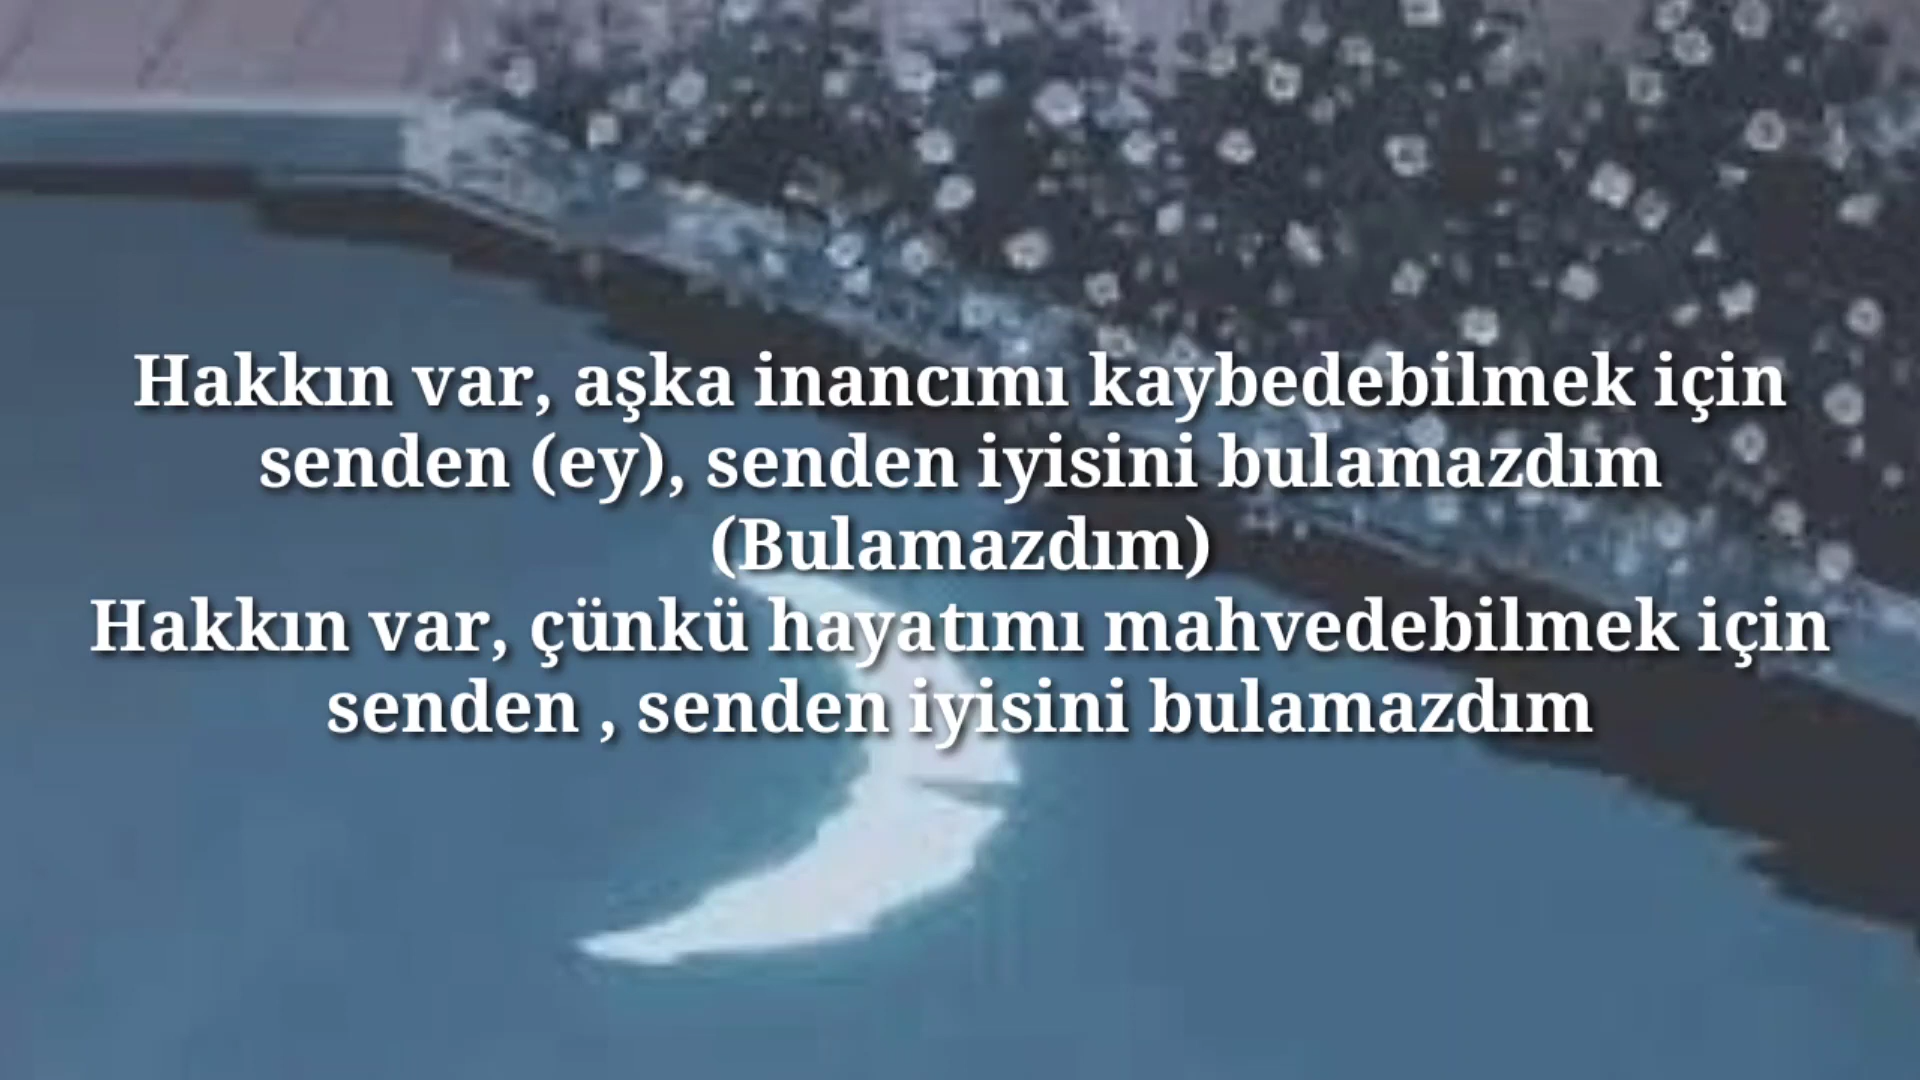 Hakkın var, aşka inancımı kaybedebilmek için
senden (ey), senden iyisini bulamazdım
(Bulamazdım)
Hakkın var, çünkü hayatımı mahvedebilmek için
senden , senden iyisini bulamazdım